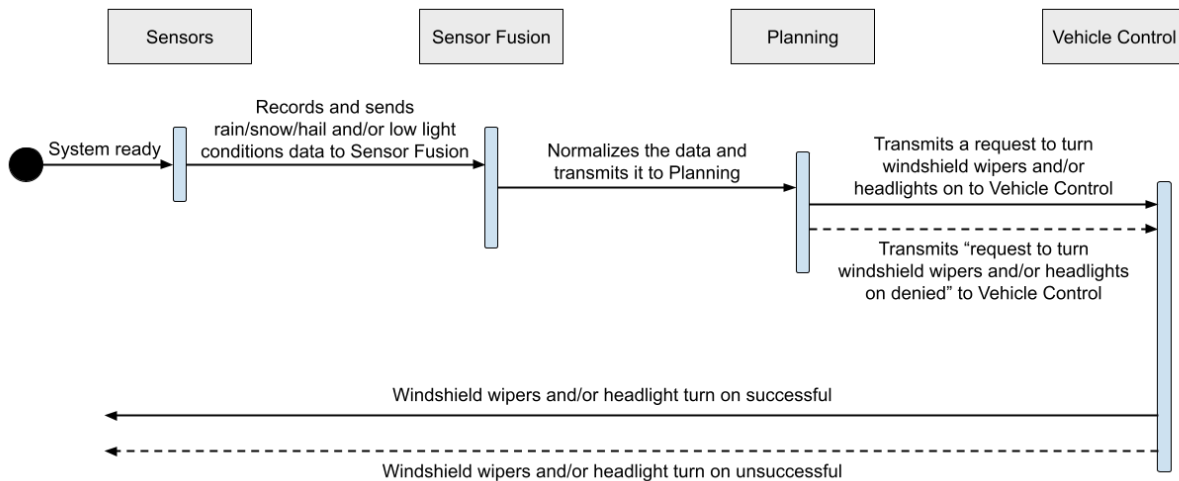 Sensors
Sensor Fusion
Planning
Vehicle Control
System ready
Records and sends
rain/snow/hail and/or low light
conditions data to Sensor Fusion
Normalizes the data and
transmits it to Planning
Transmits a request to turn
windshield wipers and/or
headlights on to Vehicle Control
Transmits “request to turn
windshield wipers and/or headlights
on denied” to Vehicle Control
Windshield wipers and/or headlight turn on successful
Windshield wipers and/or headlight turn on unsuccessful